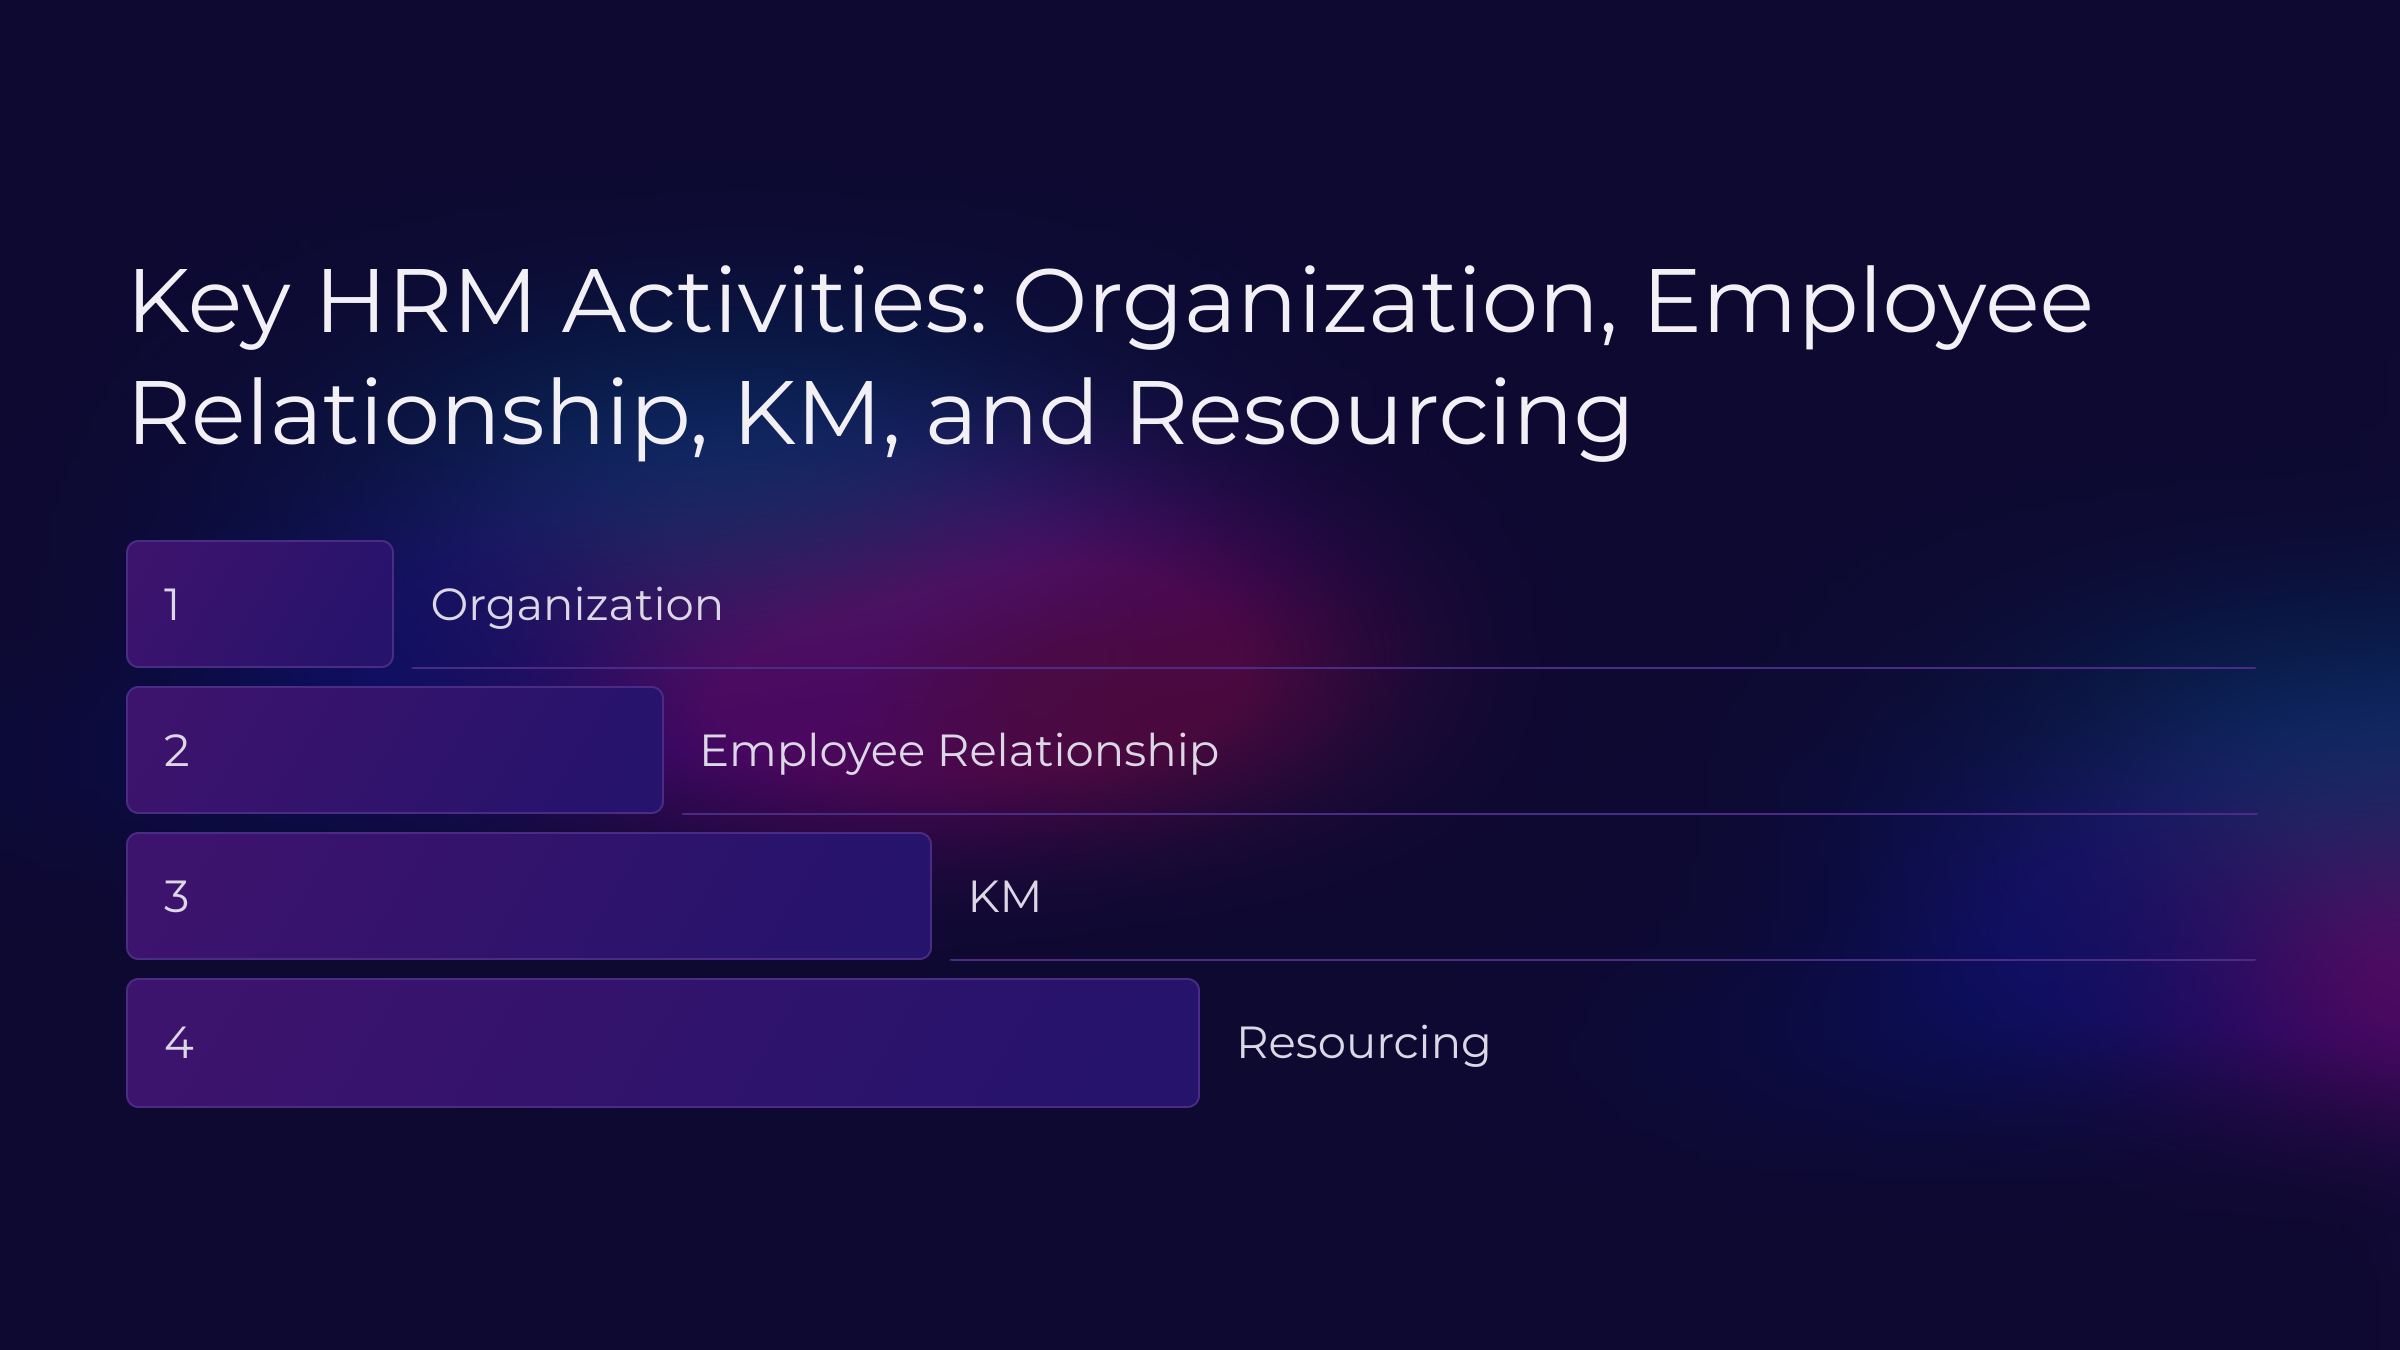 Key HRM Activities: Organization, Employee
Relationship, KM, and Resourcing
1
Organization
2
Employee Relationship
3
KM
4
Resourcing